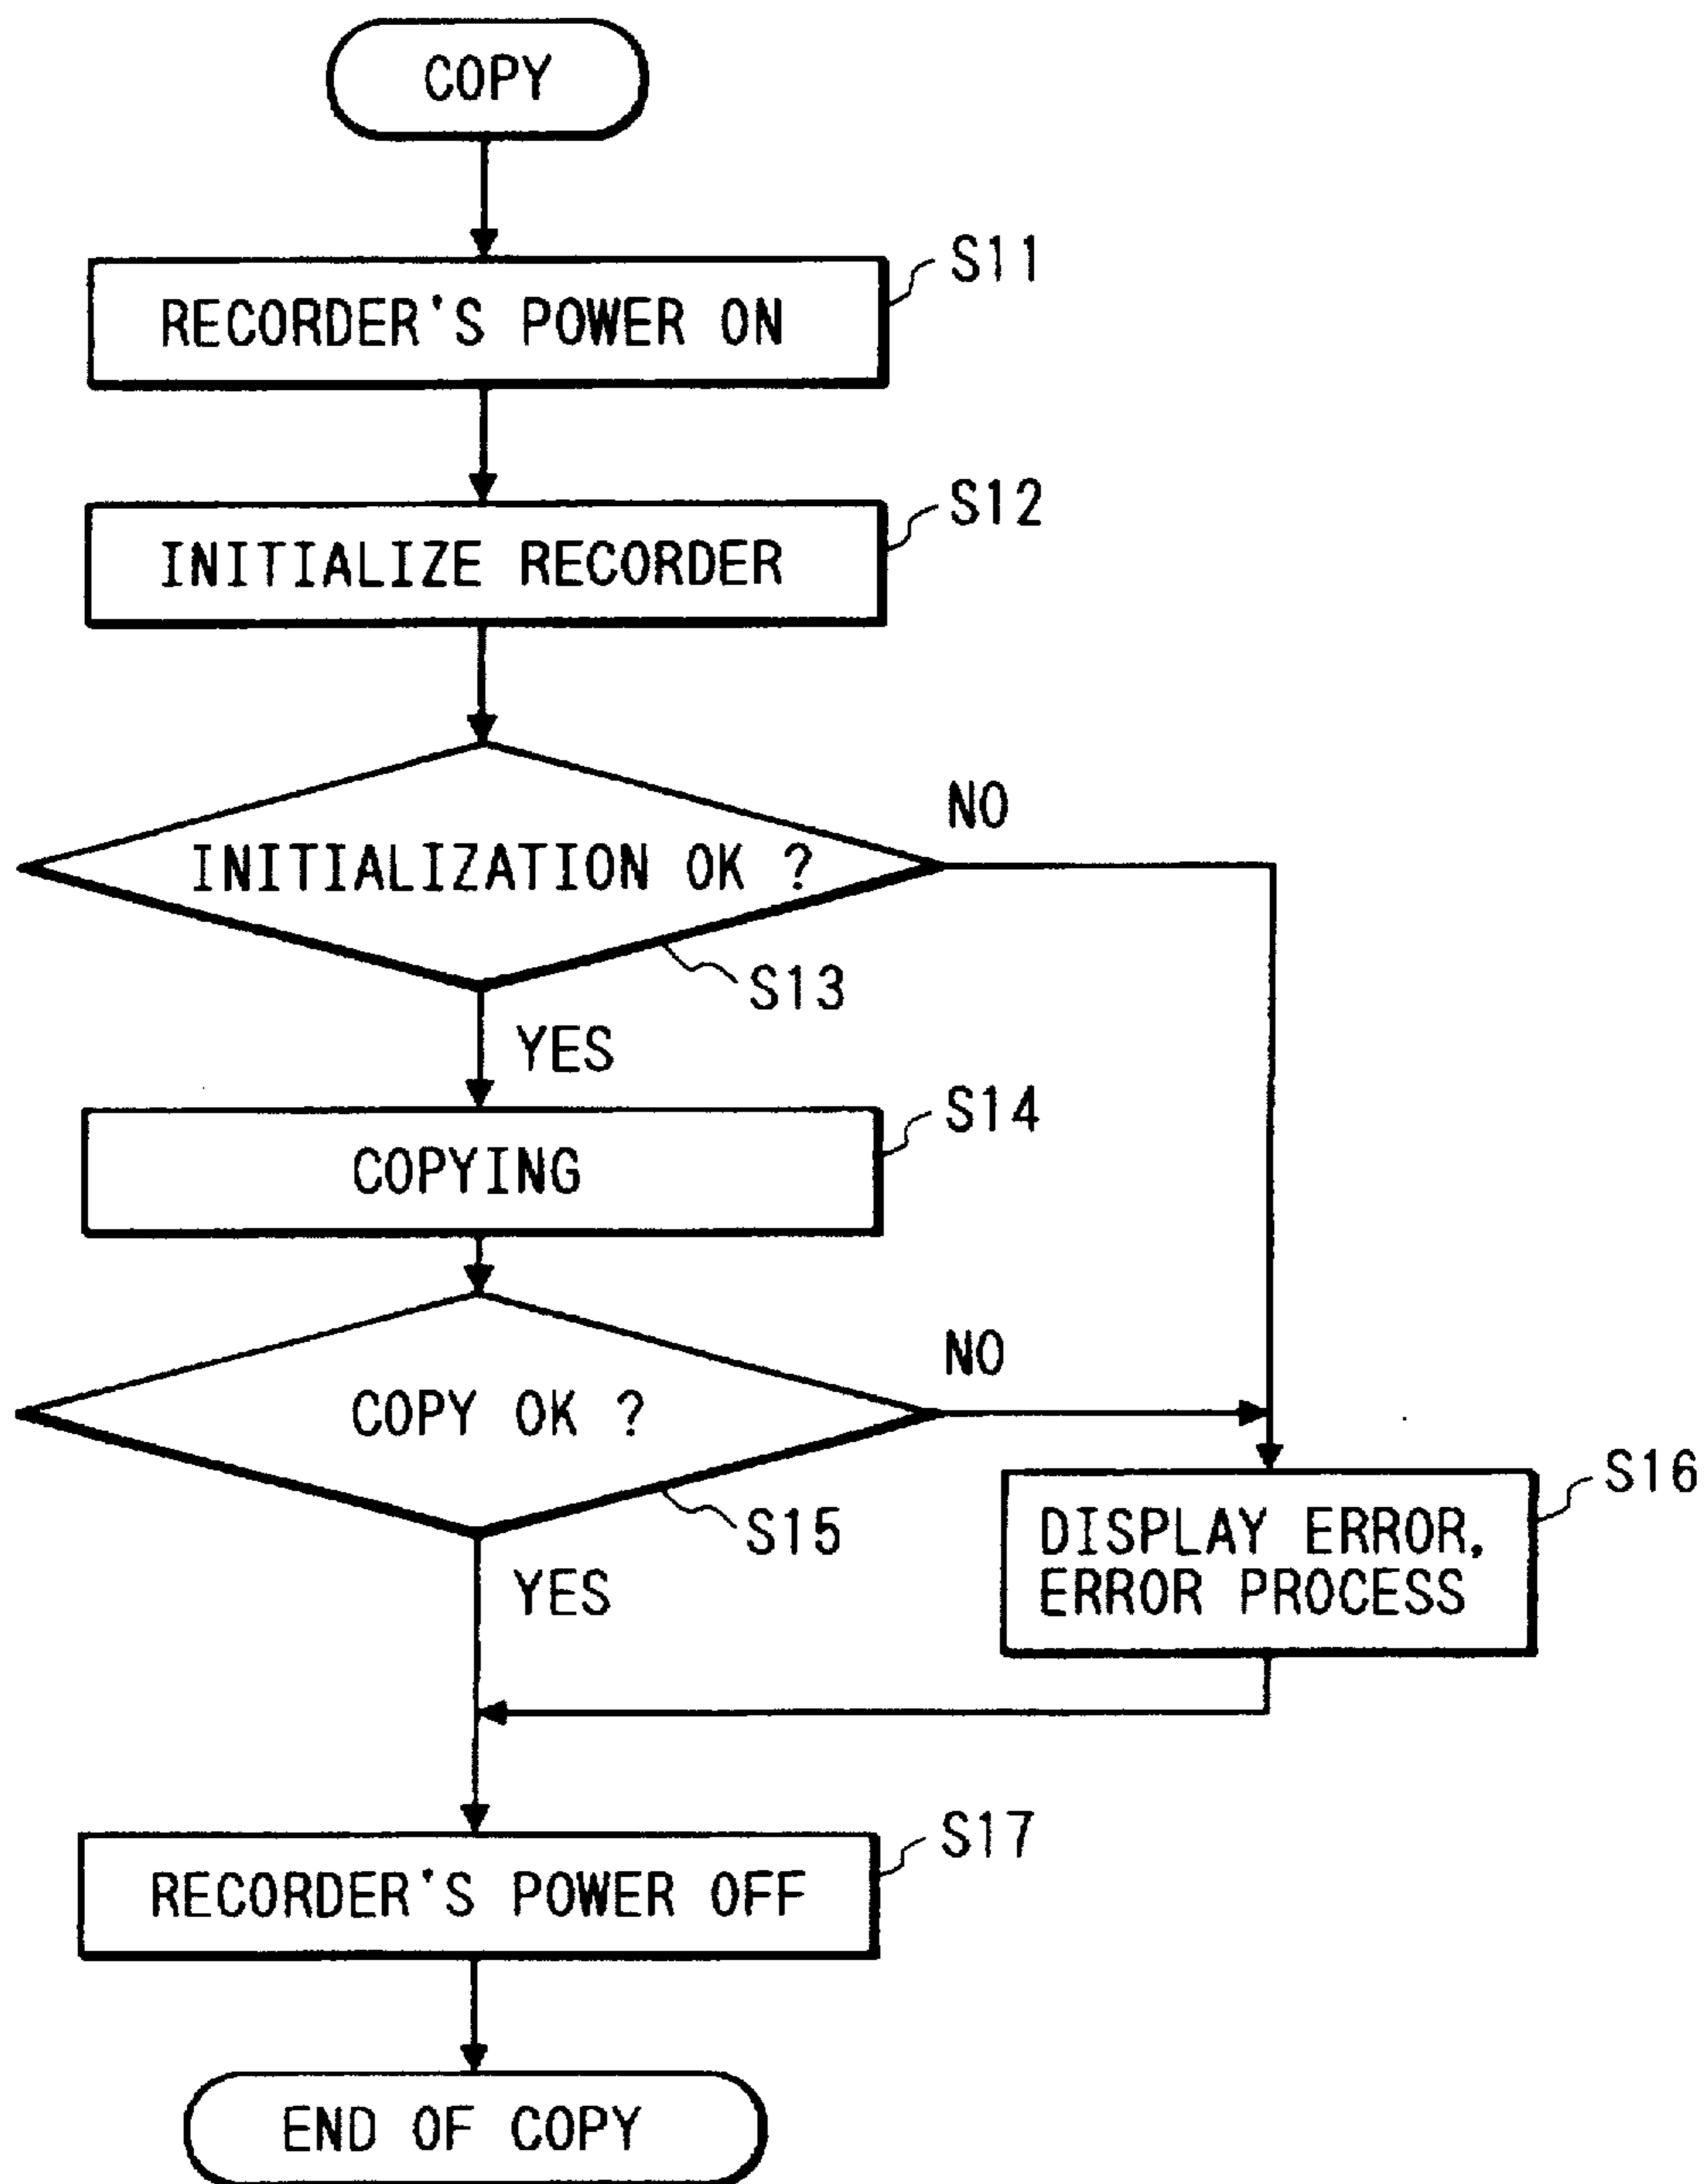 COPY
S11
RECORDER'S POWER ON
S12
INITIALIZE RECORDER
NO
INITIALIZATION OK ?
S13
YES
S14
COPYING
NO
COPY OK ?
S15
S16
DISPLAY ERROR,
ERROR PROCESS
YES
S17
RECORDER'S POWER OFF
END OF COPY